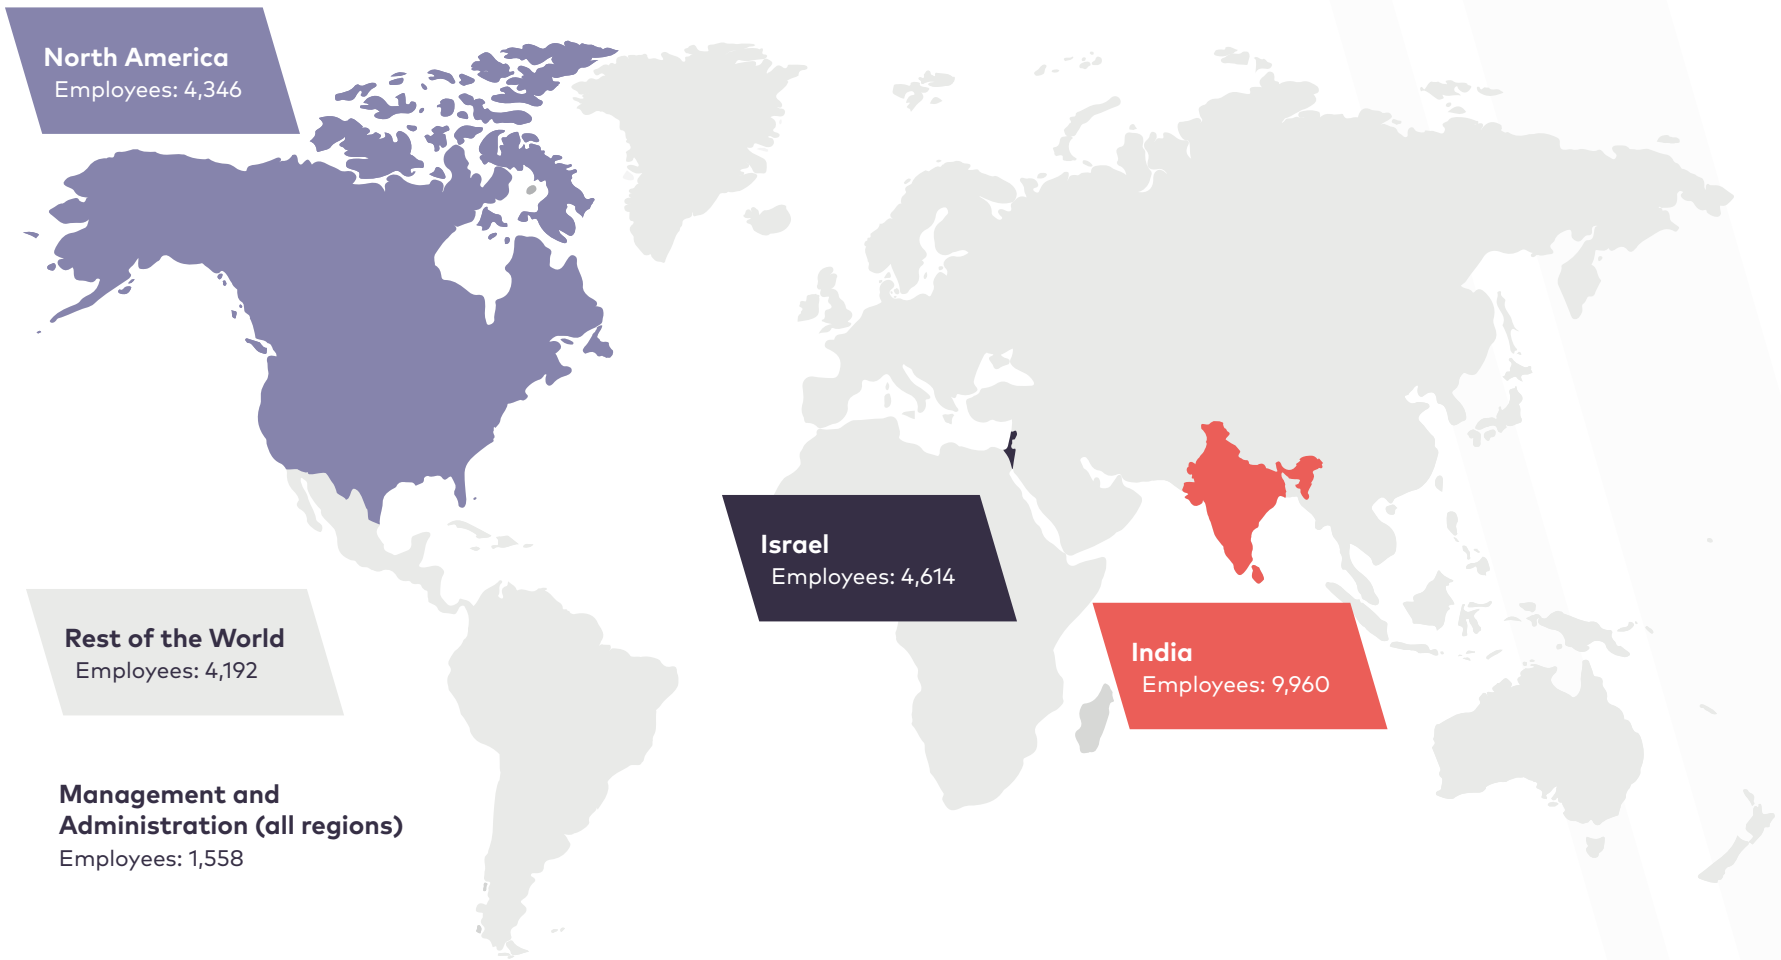 North America
Employees: 4,346
Israel
Employees: 4,614
Rest of the World
Employees: 4,192
India
Employees: 9,960
Management and
Administration (all regions)
Employees: 1,558